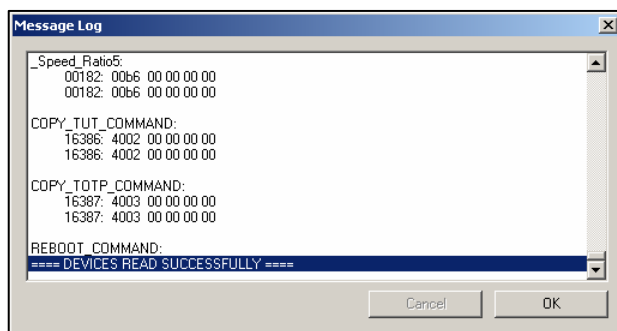 Message Log
_Speed_Ratio5:
00182: 00b6 00 00 00 00
00182: 00b6 00 00 00 00
COPY_TUT_COMMAND:
16386: 4002 00 00 00 00
16386: 4002 00 00 00 00
COPY_TOTP_COMMAND:
16387: 4003 00 00 00 00
16387: 4003 00 00 00 00
REBOOT_COMMAND:
==== DEVICES READ SUCCESSFULLY ====
Cancel OK